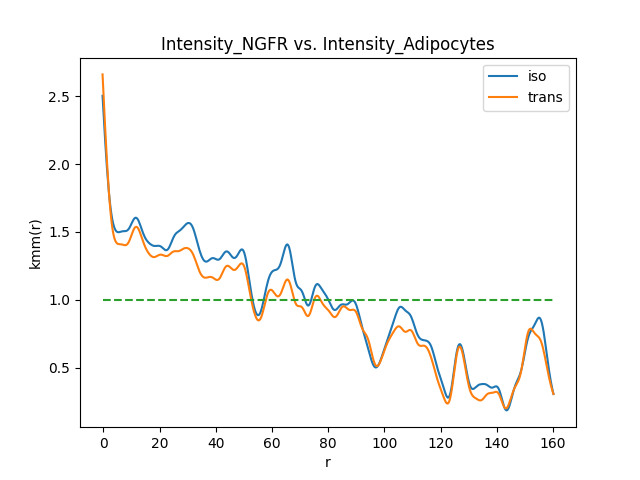 Intensity_NGFR vs. Intensity_Adipocytes
iso
trans
kmm(r)
2.5
2.0
1.5
1.0
0.5
0 20 40 60 80 100 120 140 160
r